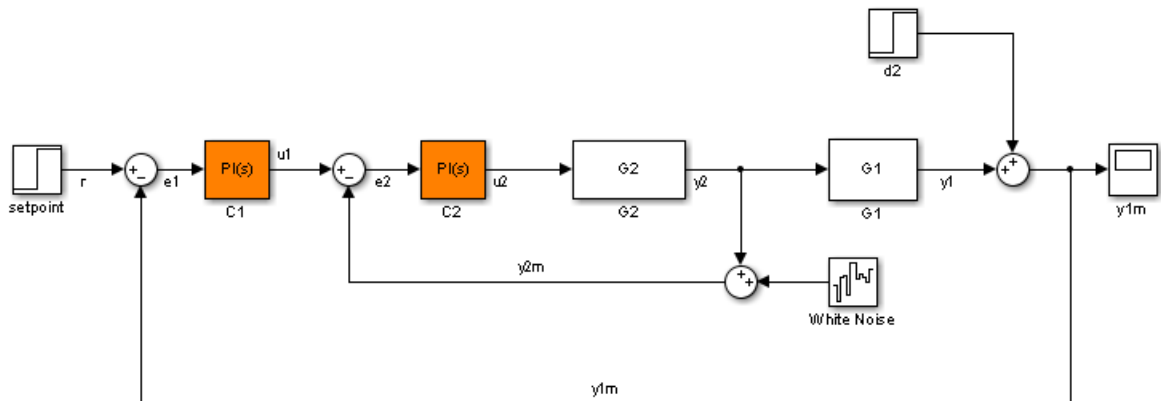 d2
r
setpoint
e1
PI(s)
C1
u1
e2
PI(s)
C2
u2
G2
G2
y2
G1
G1
y1
y1m
y2m
White Noise
y1m